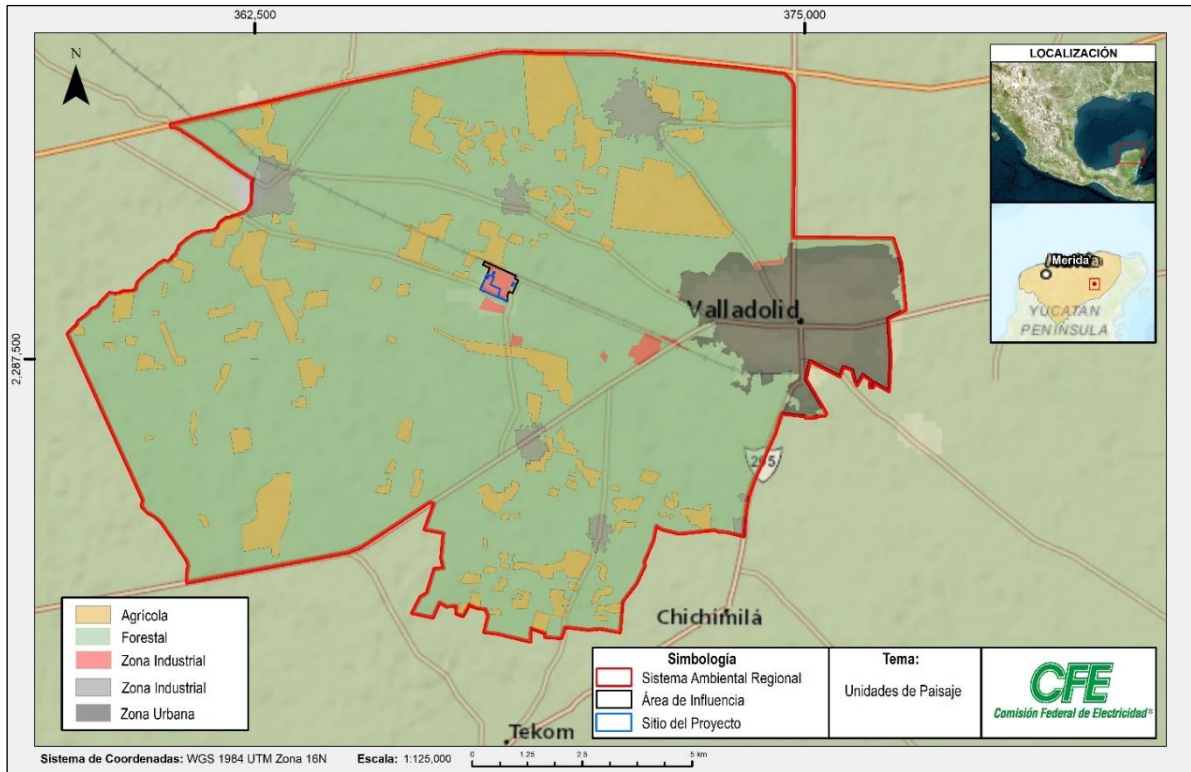 362,500
375,000
N
2,287,500
LOCALIZACIÓN
Merida
YUCATAN
PENINSULA
Valladolid
295
Chichimilá
Tekom
Agrícola
Forestal
Zona Industrial
Zona Industrial
Zona Urbana
Simbología
Sistema Ambiental Regional
Área de Influencia
Sitio del Proyecto
Tema:
Unidades de Paisaje
CFE
Comisión Federal de Electricidad
Sistema de Coordenadas: WGS 1984 UTM Zona 16N Escala: 1:125,000
0 1.25 2.5 5 km